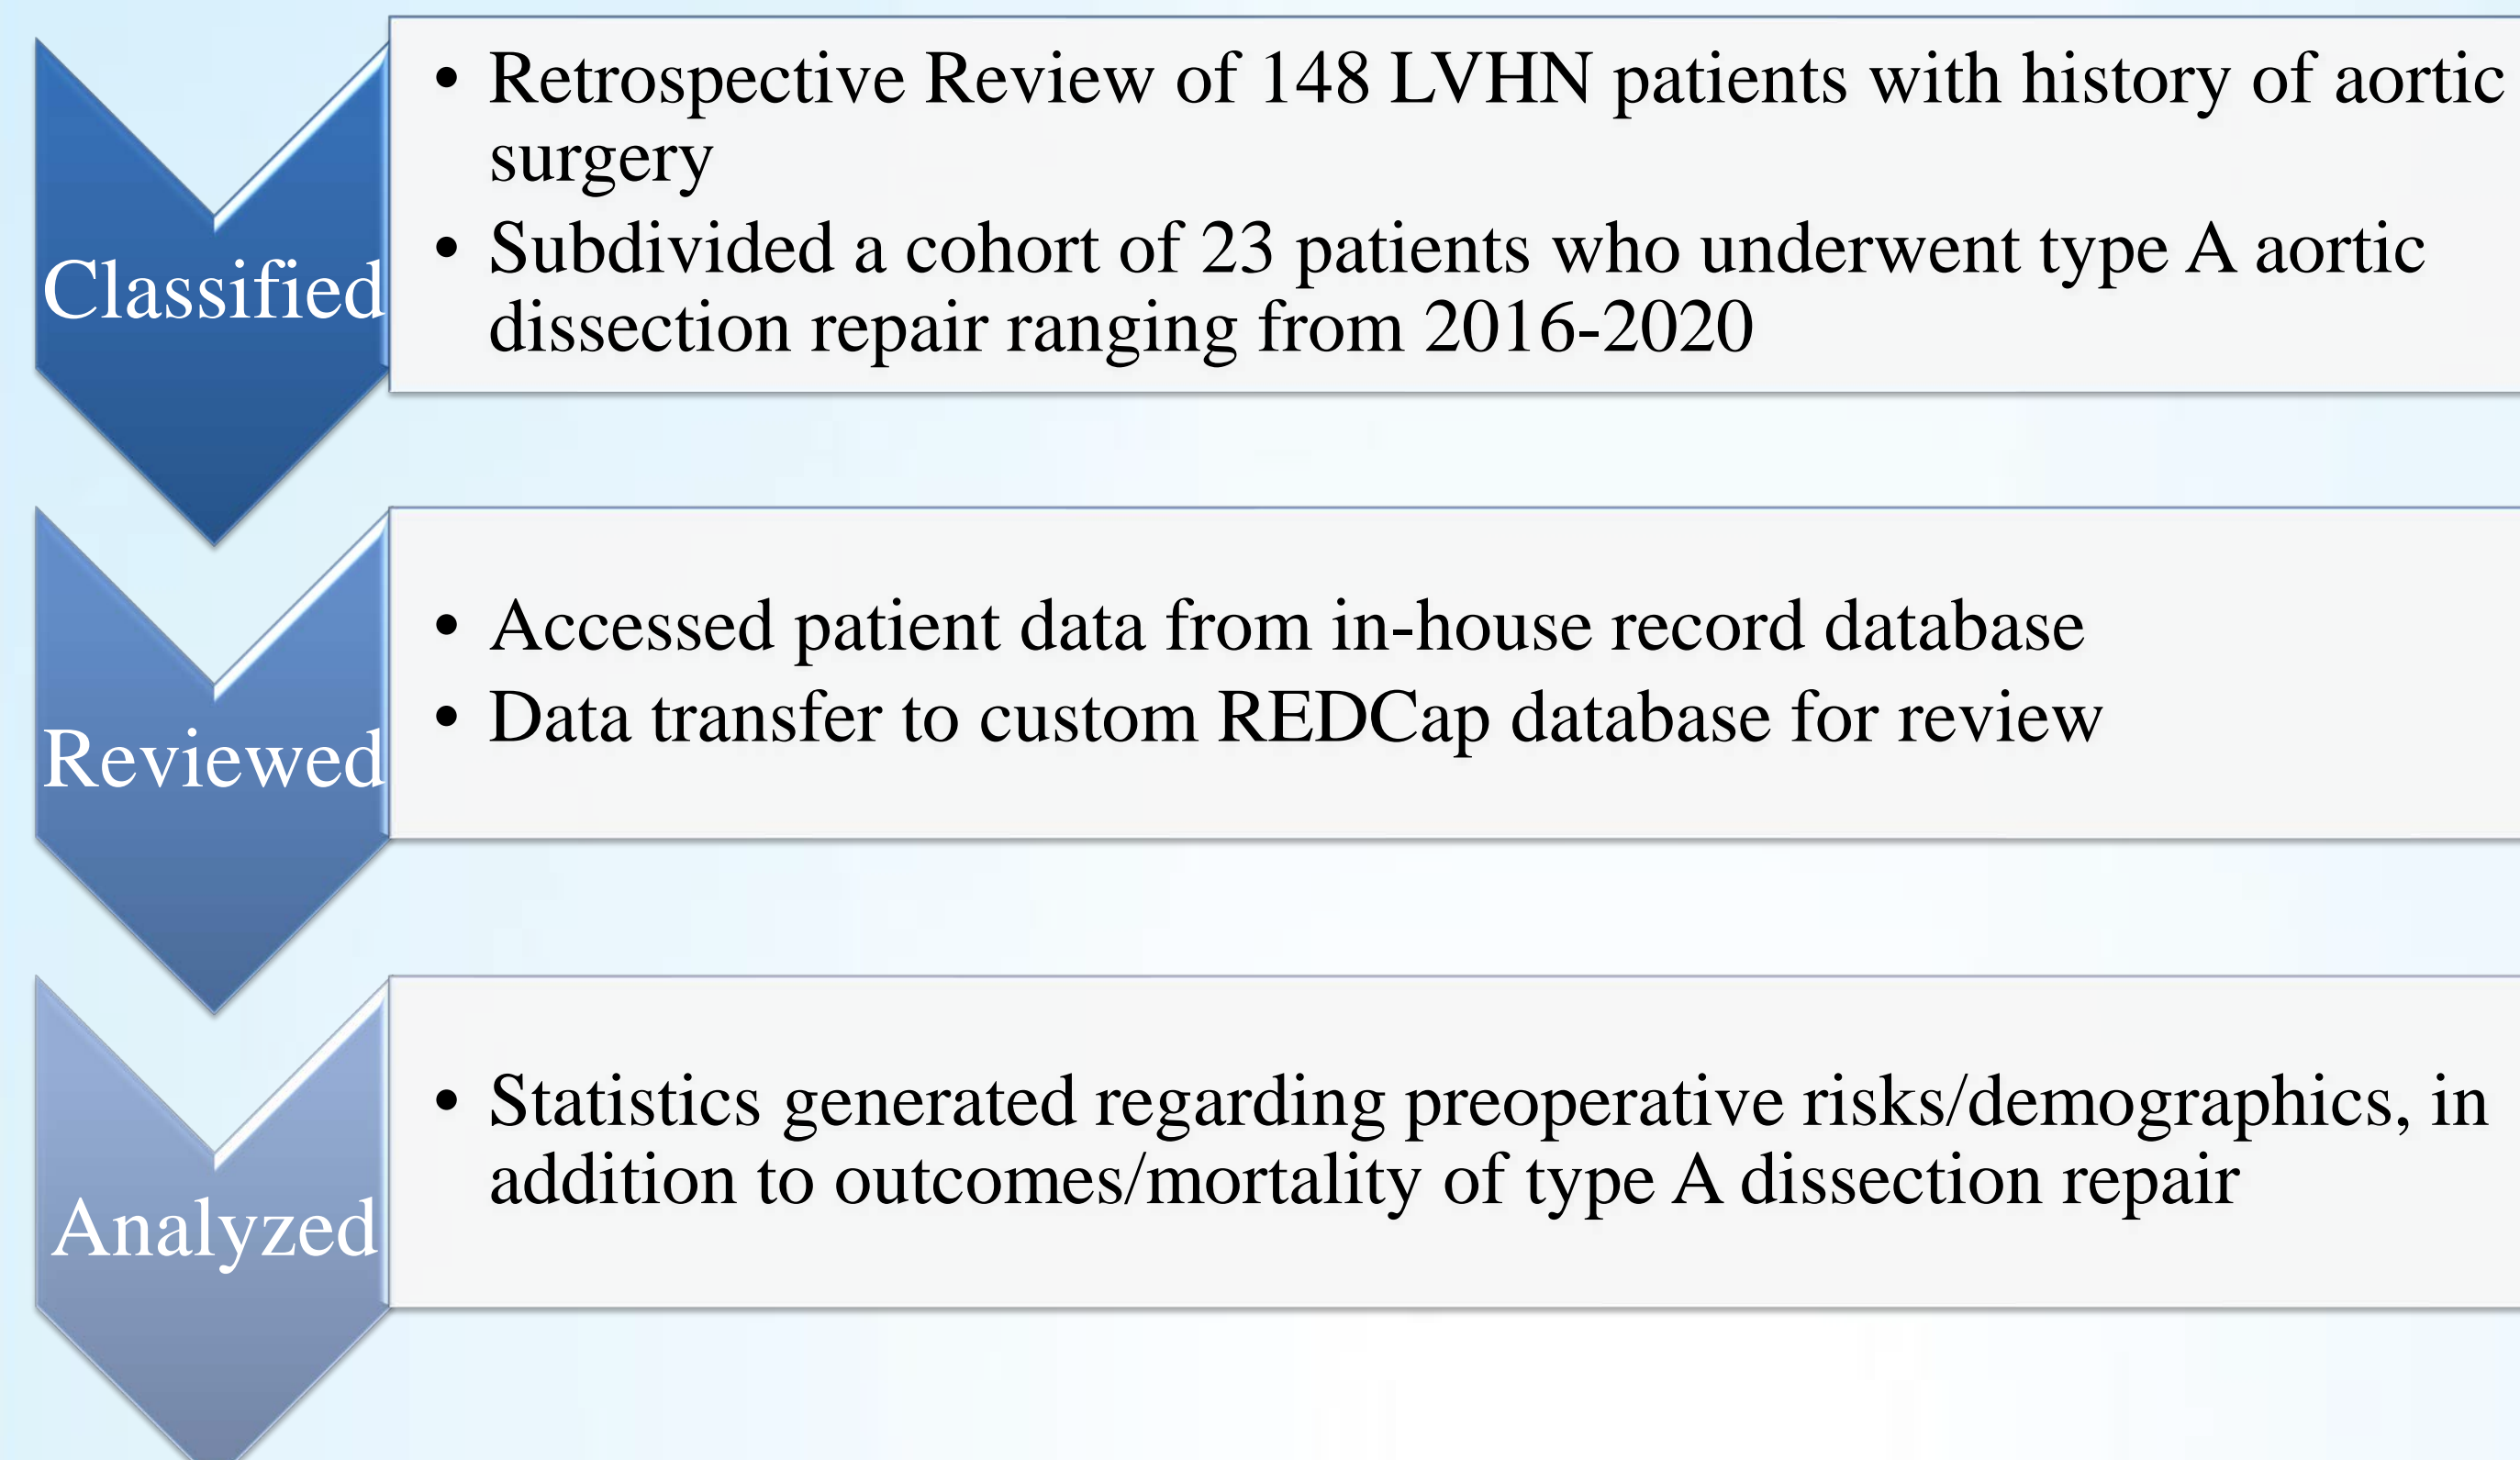 Classified
• Retrospective Review of 148 LVHN patients with history of aortic
surgery
• Subdivided a cohort of 23 patients who underwent type A aortic
dissection repair ranging from 2016-2020
Reviewed
• Accessed patient data from in-house record database
• Data transfer to custom REDCap database for review
Analyzed
• Statistics generated regarding preoperative risks/demographics, in
addition to outcomes/mortality of type A dissection repair